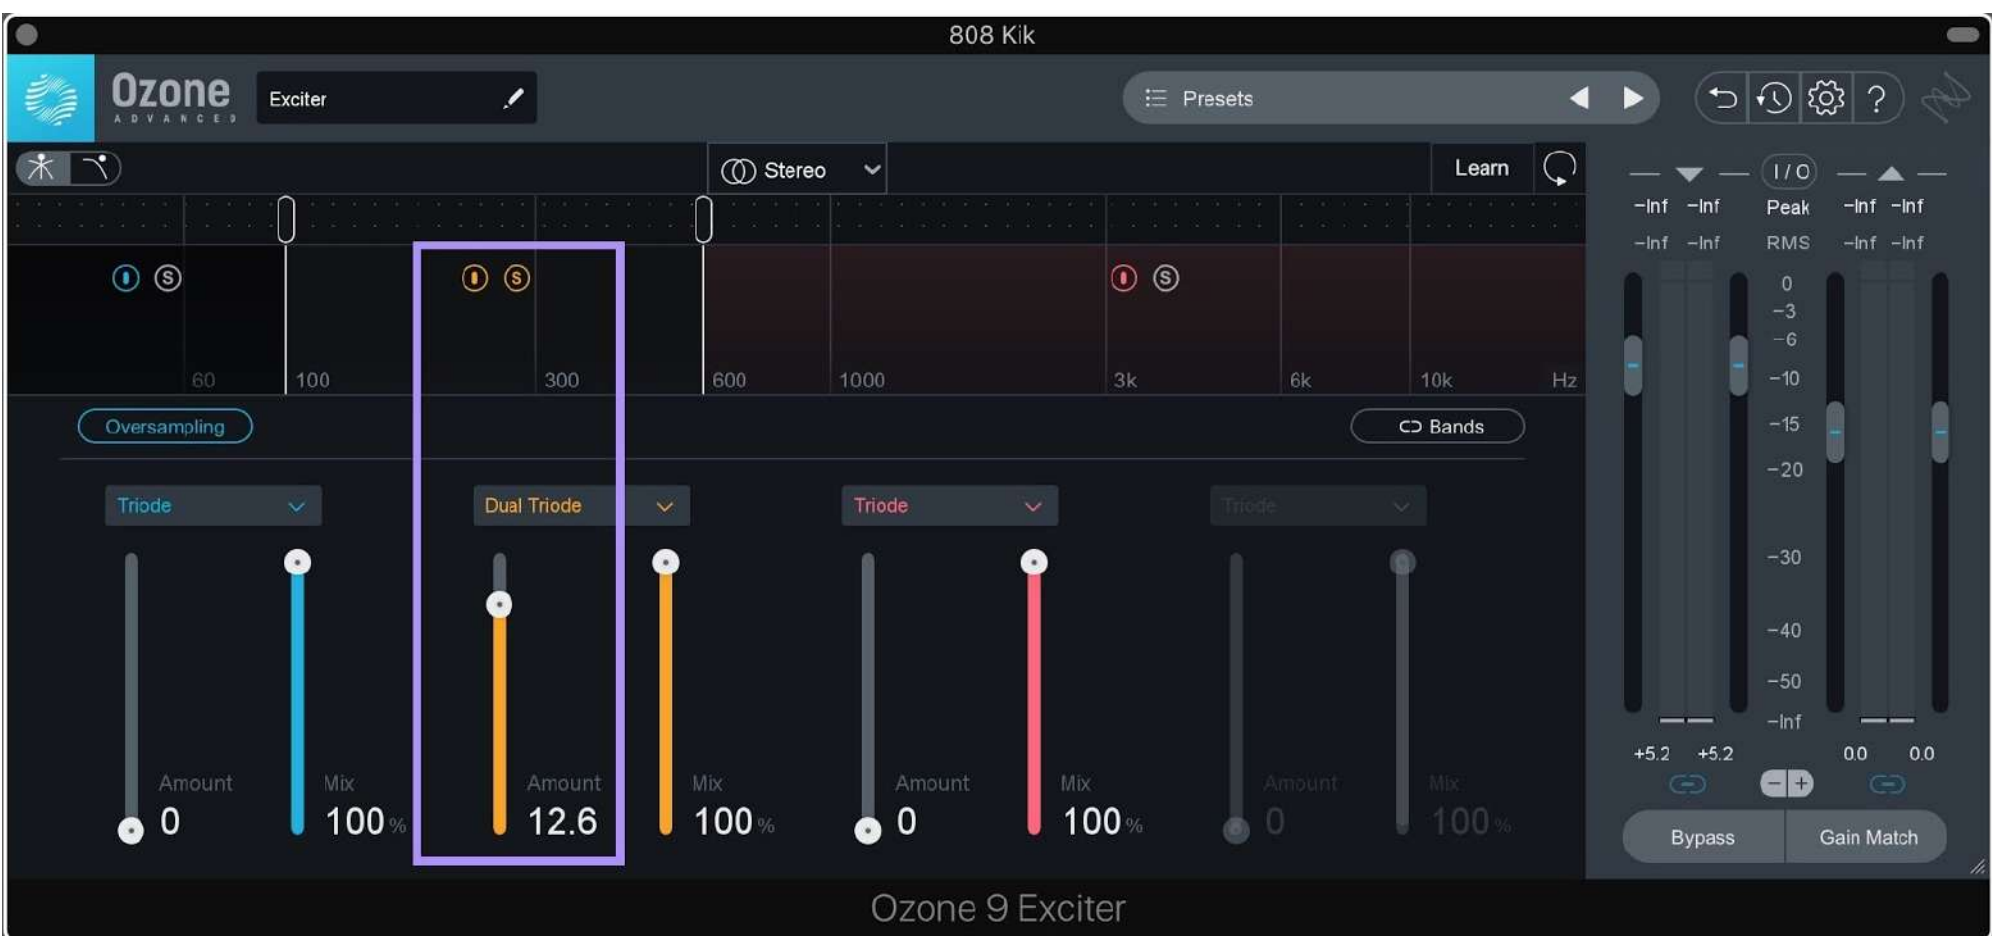 808 Kik
Ozone
ADVANCED
Exciter
Presets
?
Stereo
Learn
I / O
-Inf -Inf Peak -Inf -Inf
-Inf -Inf RMS -Inf -Inf
S
S
S
60 100 300 600 1000 3k 6k 10k Hz
0
-3
-6
-10
-15
-20
-30
-40
-50
-Inf
Oversampling
Bands
Triode
Dual Triode
Triode
Triode
Amount
0
Mix
100%
Amount
12.6
Mix
100%
Amount
0
Mix
100%
Amount
0
Mix
100%
+5.2 +5.2 0.0 0.0
- +
Bypass
Gain Match
Ozone 9 Exciter